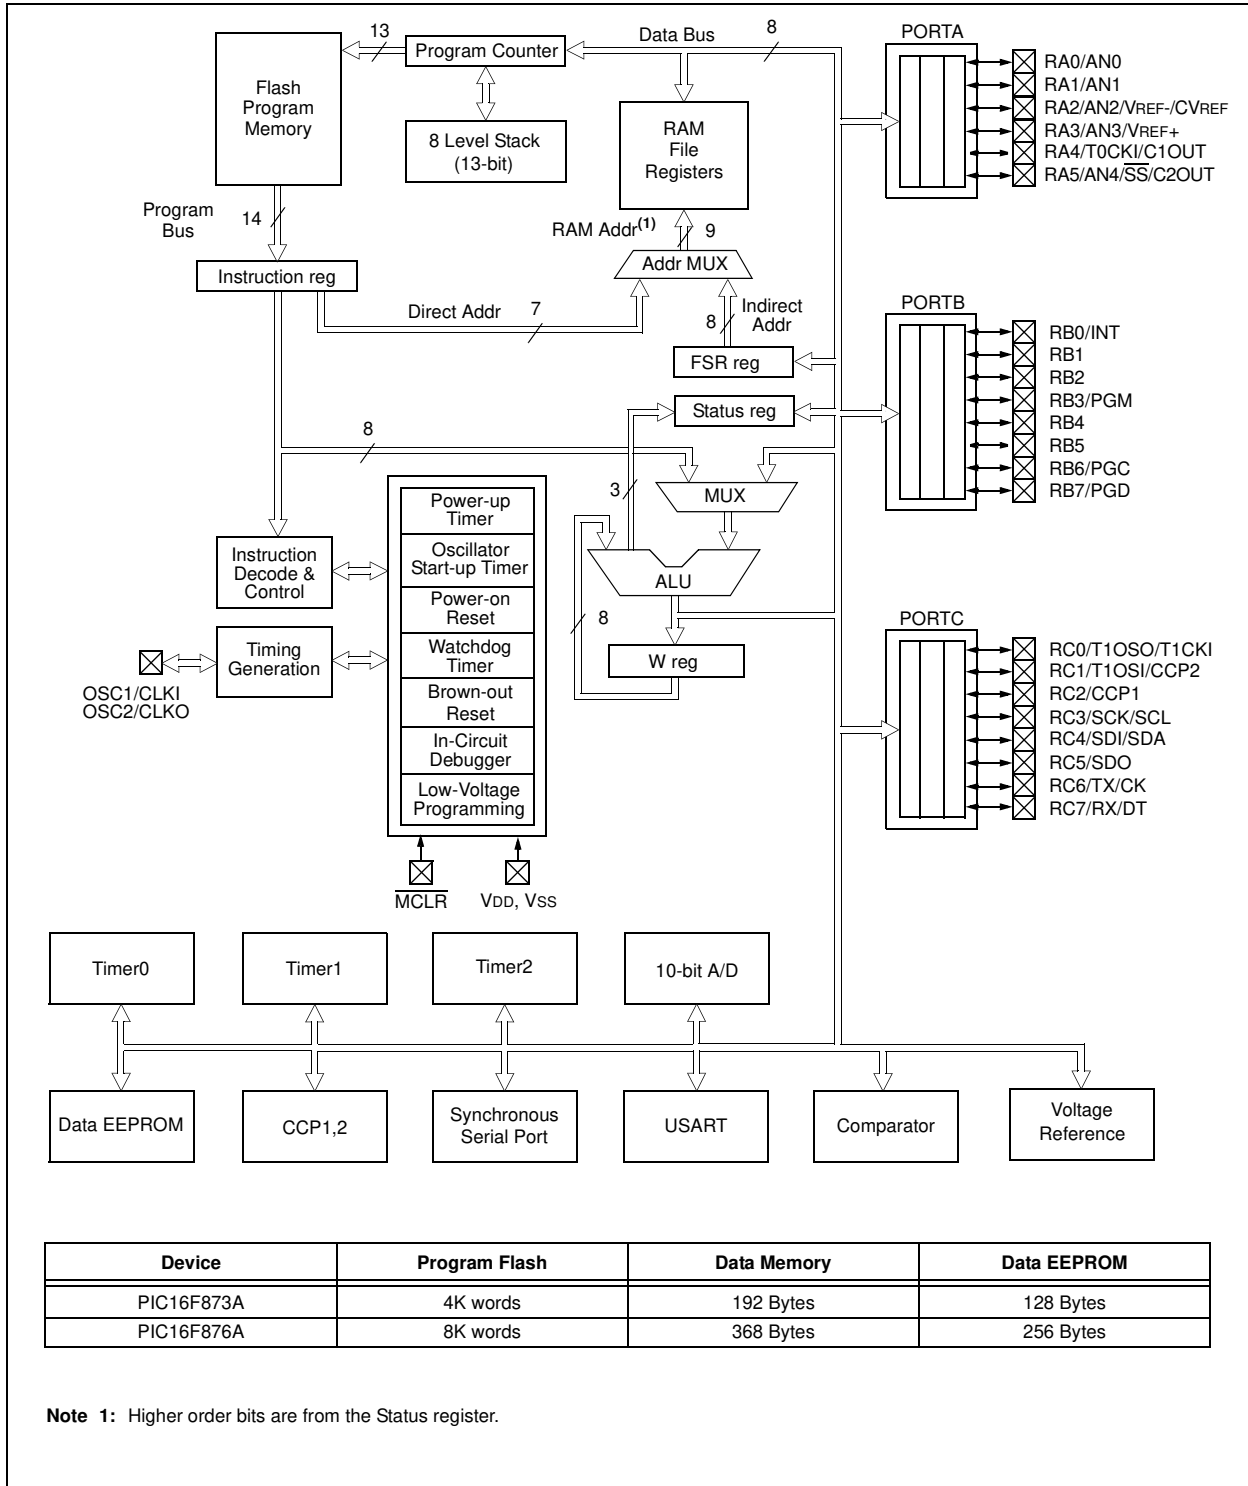 13
Program Counter
Data Bus
8
PORTA
Flash
Program
Memory
8 Level Stack
(13-bit)
RAM
File
Registers
RA0/AN0
RA1/AN1
RA2/AN2/VREF-/CVREF
RA3/AN3/VREF+
RA4/T0CKI/C1OUT
RA5/AN4/SS/C2OUT
Program
Bus
14
RAM Addr(1)
9
Instruction reg
Addr MUX
Direct Addr
7
8
Indirect
Addr
FSR reg
Status reg
PORTB
RB0/INT
RB1
RB2
RB3/PGM
RB4
RB5
RB6/PGC
RB7/PGD
8
3
MUX
Power-up
Timer
Oscillator
Start-up Timer
Power-on
Reset
Watchdog
Timer
Brown-out
Reset
In-Circuit
Debugger
Low-Voltage
Programming
Instruction
Decode &
Control
ALU
8
W reg
Timing
Generation
OSC1/CLKI
OSC2/CLKO
PORTC
RC0/T1OSO/T1CKI
RC1/T1OSI/CCP2
RC2/CCP1
RC3/SCK/SCL
RC4/SDI/SDA
RC5/SDO
RC6/TX/CK
RC7/RX/DT
MCLR
VDD, VSS
Timer0
Timer1
Timer2
10-bit A/D
Data EEPROM
CCP1,2
Synchronous
Serial Port
USART
Comparator
Voltage
Reference
Device Program Flash Data Memory Data EEPROM
PIC16F873A 4K words 192 Bytes 128 Bytes
PIC16F876A 8K words 368 Bytes 256 Bytes
Note 1: Higher order bits are from the Status register.